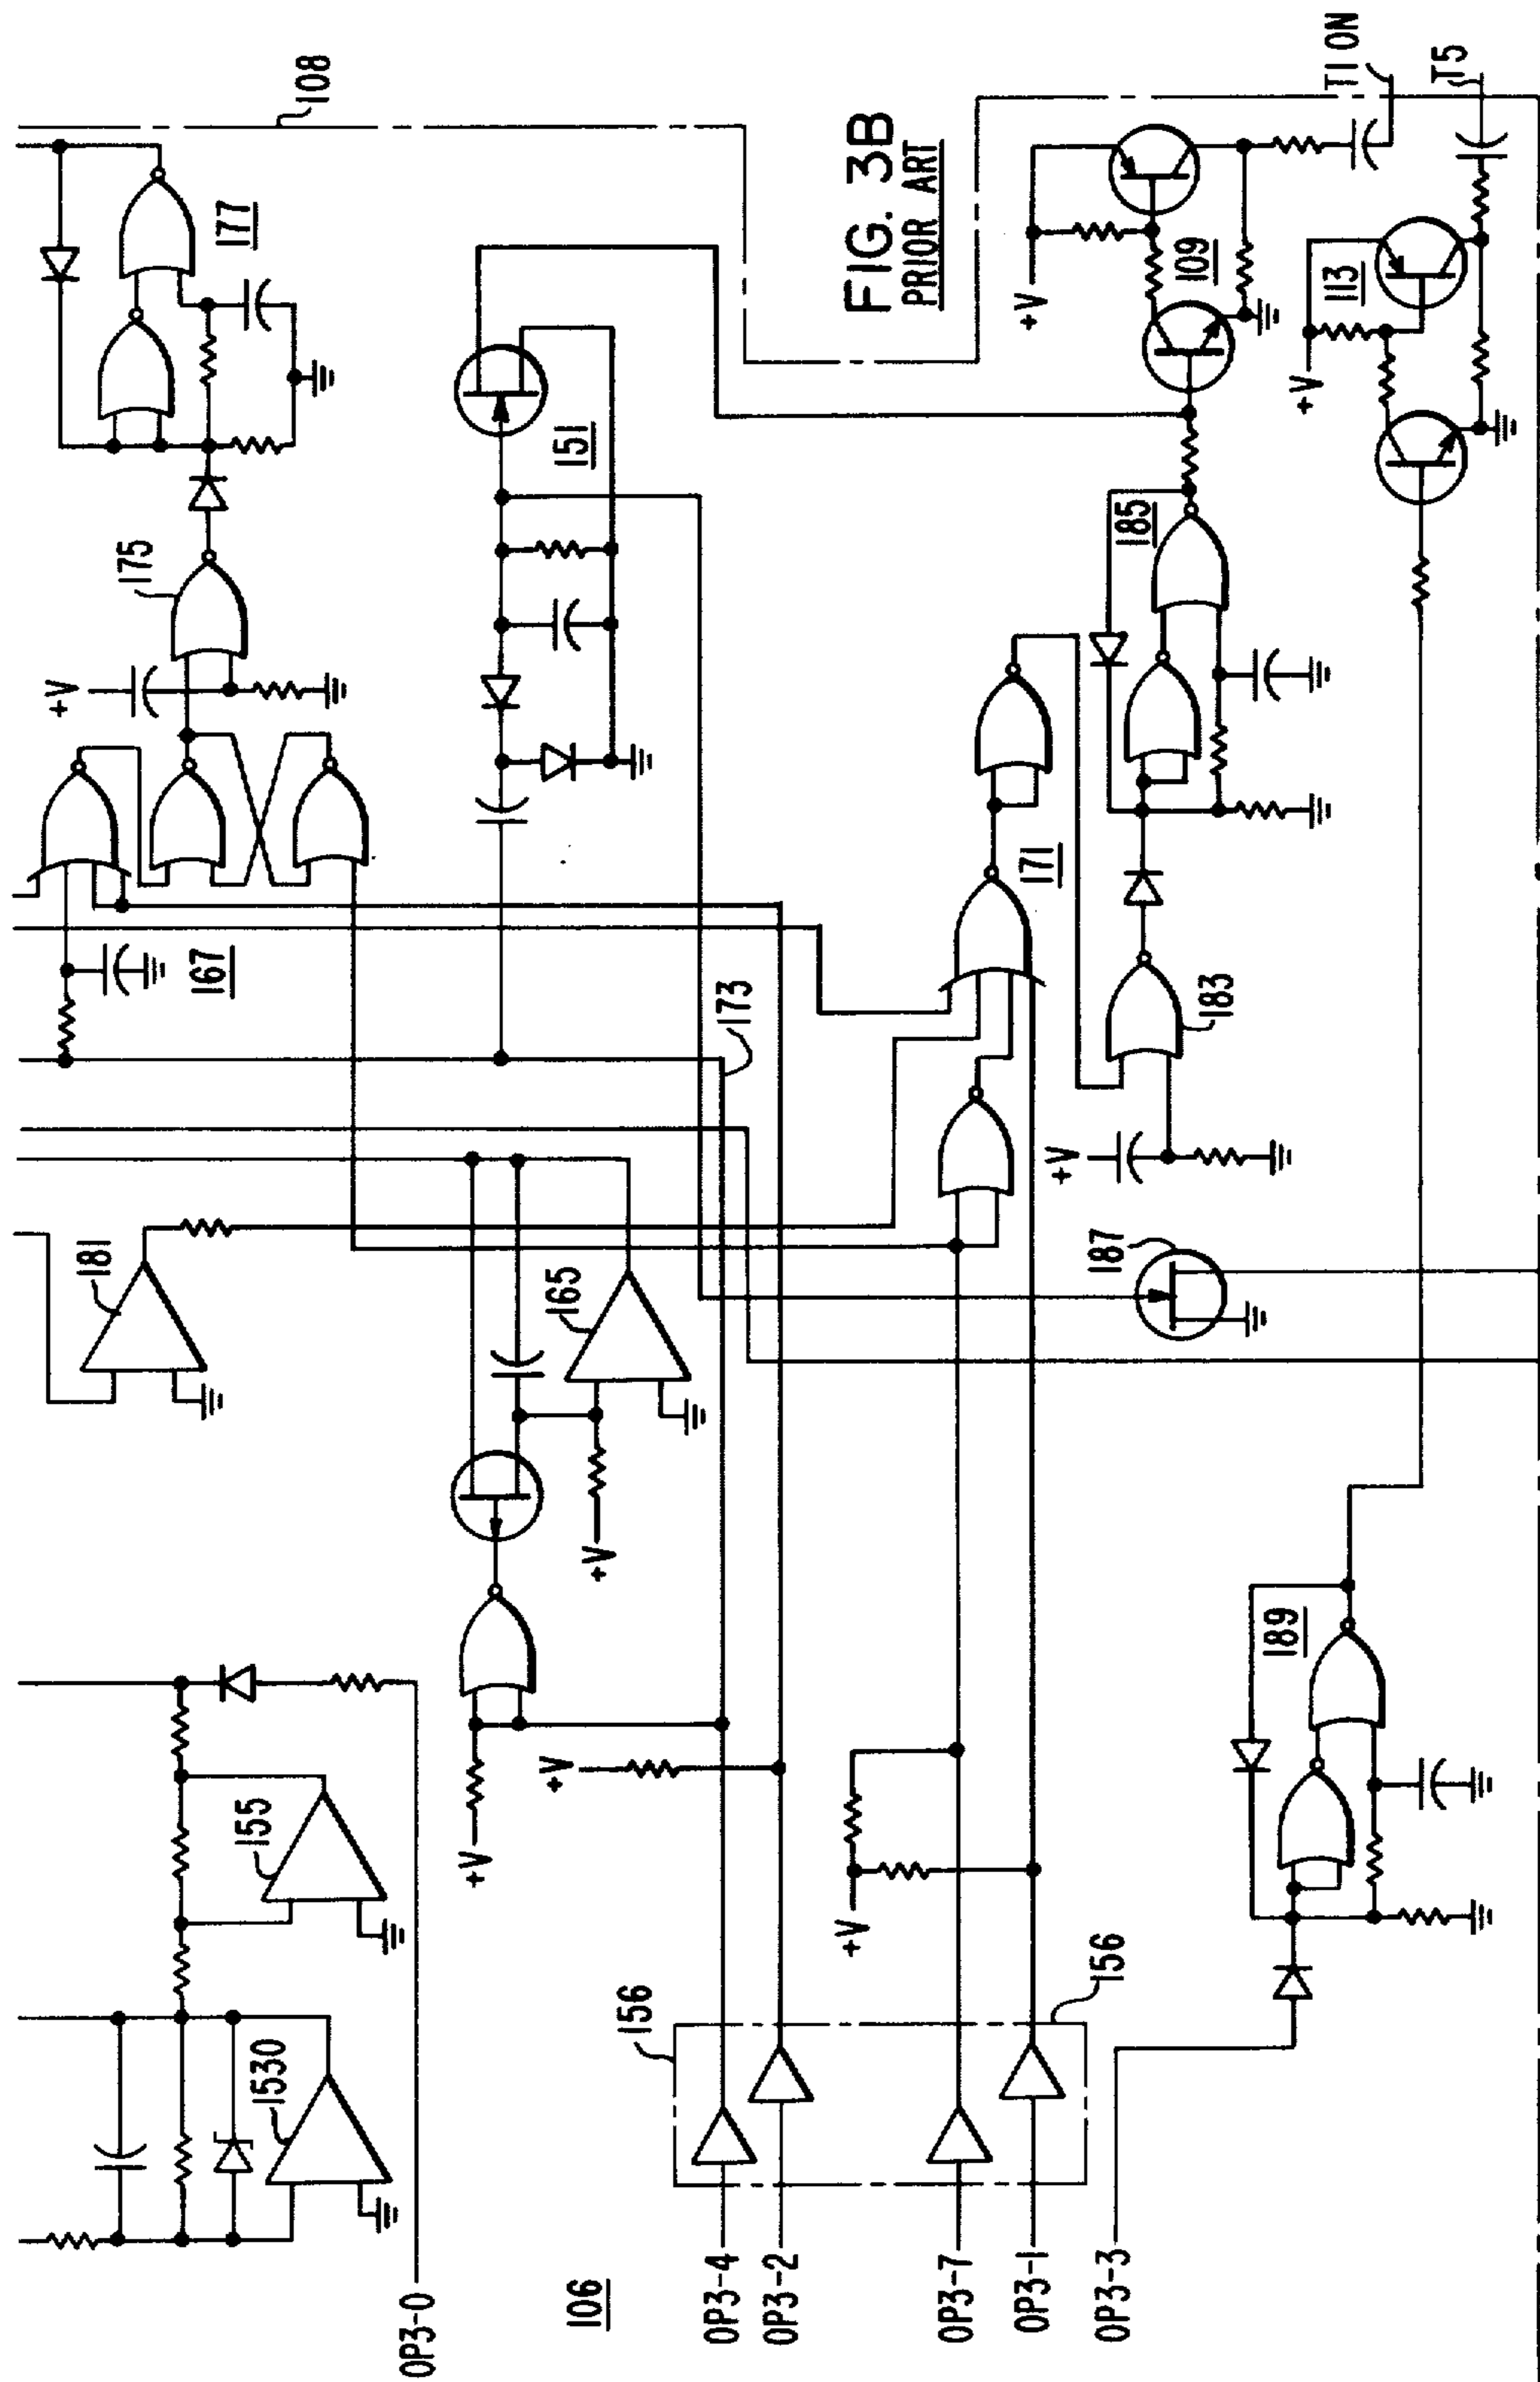 108
177
175
+V
167
151
181
165
173
+V
FIG. 3B
PRIOR ART
+V
109
T1 ON
T5
113
+V
185
171
183
+V
187
155
1530
OP3-0
+V
+V
+V
156
156
189
106
OP3-4
OP3-2
OP3-7
OP3-1
OP3-3